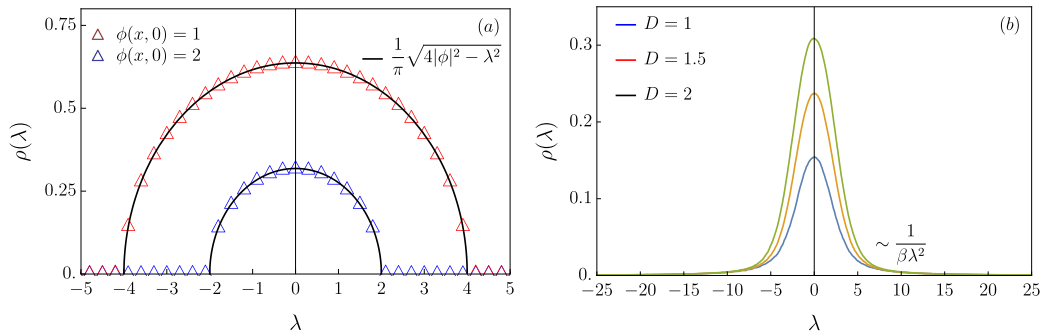 (a)
△ ϕ(x, 0) = 1
△ ϕ(x, 0) = 2
— 1/π √(4|ϕ|² − λ²)
ρ(λ)
0.75
0.5
0.25
0.
−5 −4 −3 −2 −1 0 1 2 3 4 5
λ
(b)
D = 1
D = 1.5
D = 2
ρ(λ)
0.3
0.2
0.1
0.
∼ 1/(βλ²)
−25 −20 −15 −10 −5 0 5 10 15 20 25
λ